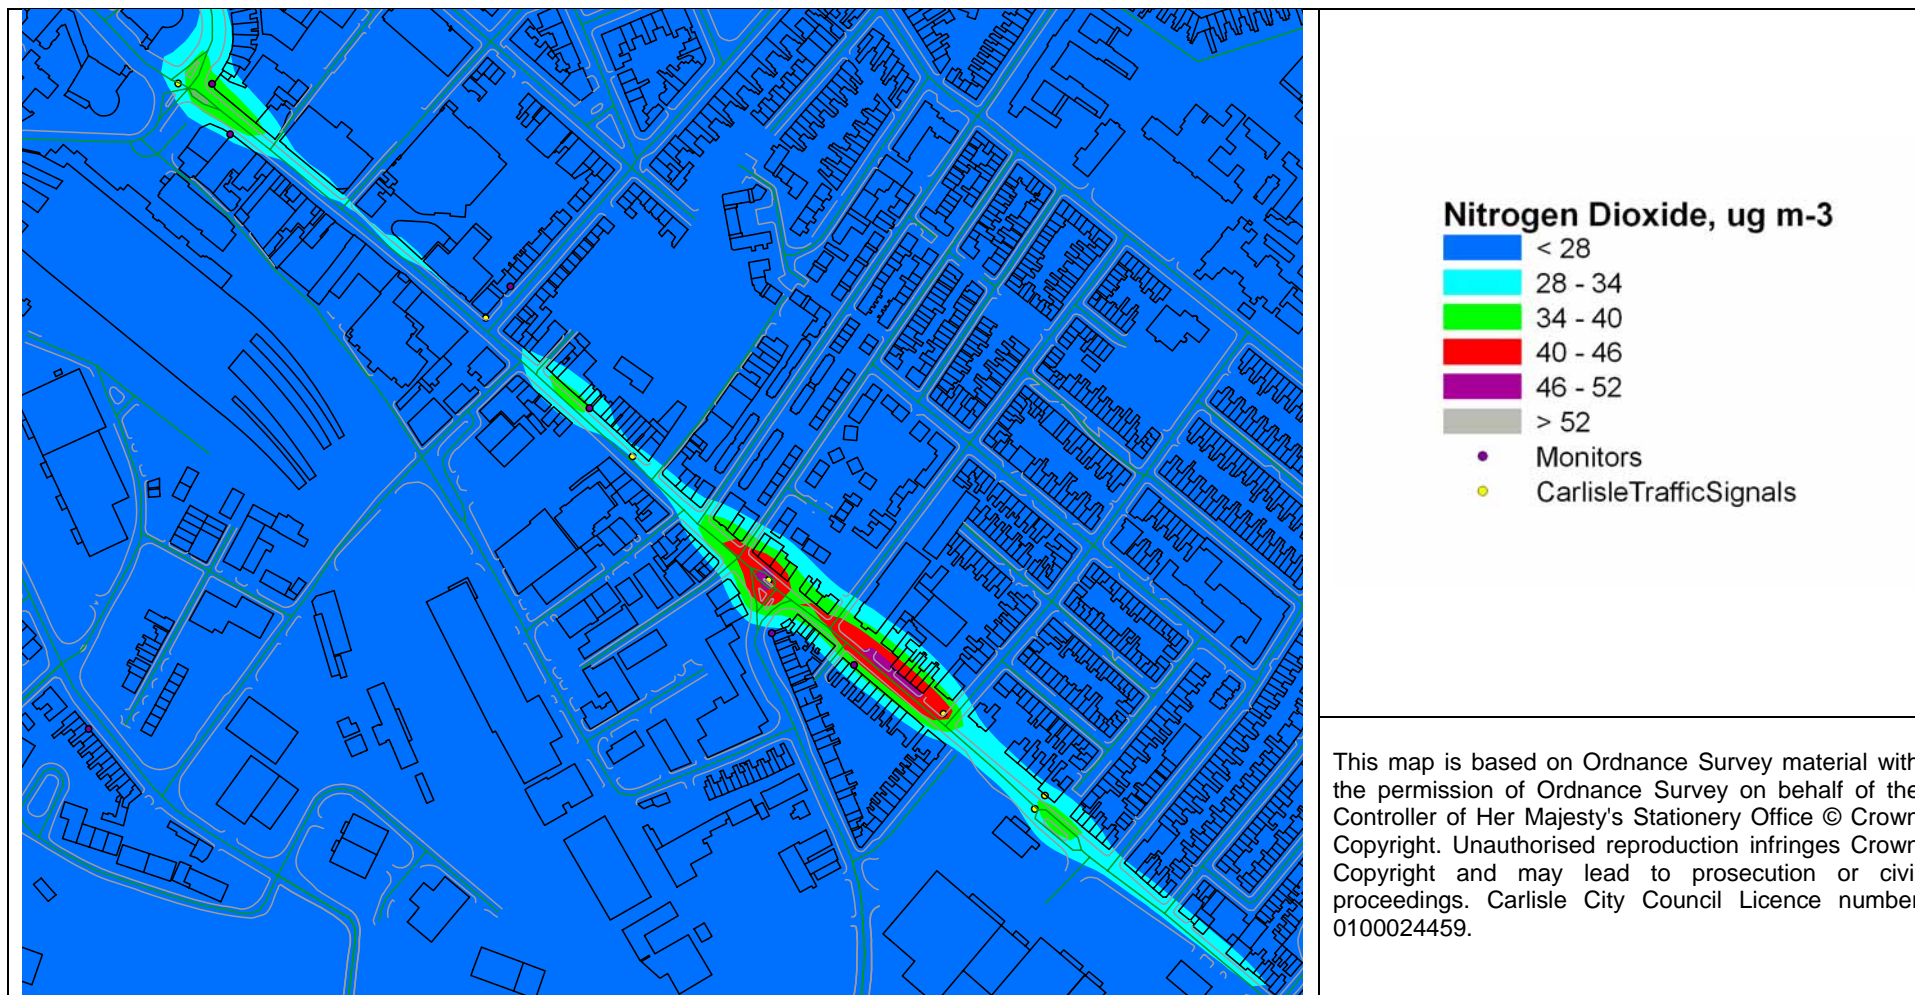 Nitrogen Dioxide, ug m-3
< 28
28 - 34
34 - 40
40 - 46
46 - 52
> 52
Monitors
CarlisleTrafficSignals
This map is based on Ordnance Survey material with
the permission of Ordnance Survey on behalf of the
Controller of Her Majesty's Stationery Office © Crown
Copyright. Unauthorised reproduction infringes Crown
Copyright and may lead to prosecution or civi
proceedings. Carlisle City Council Licence number
0100024459.